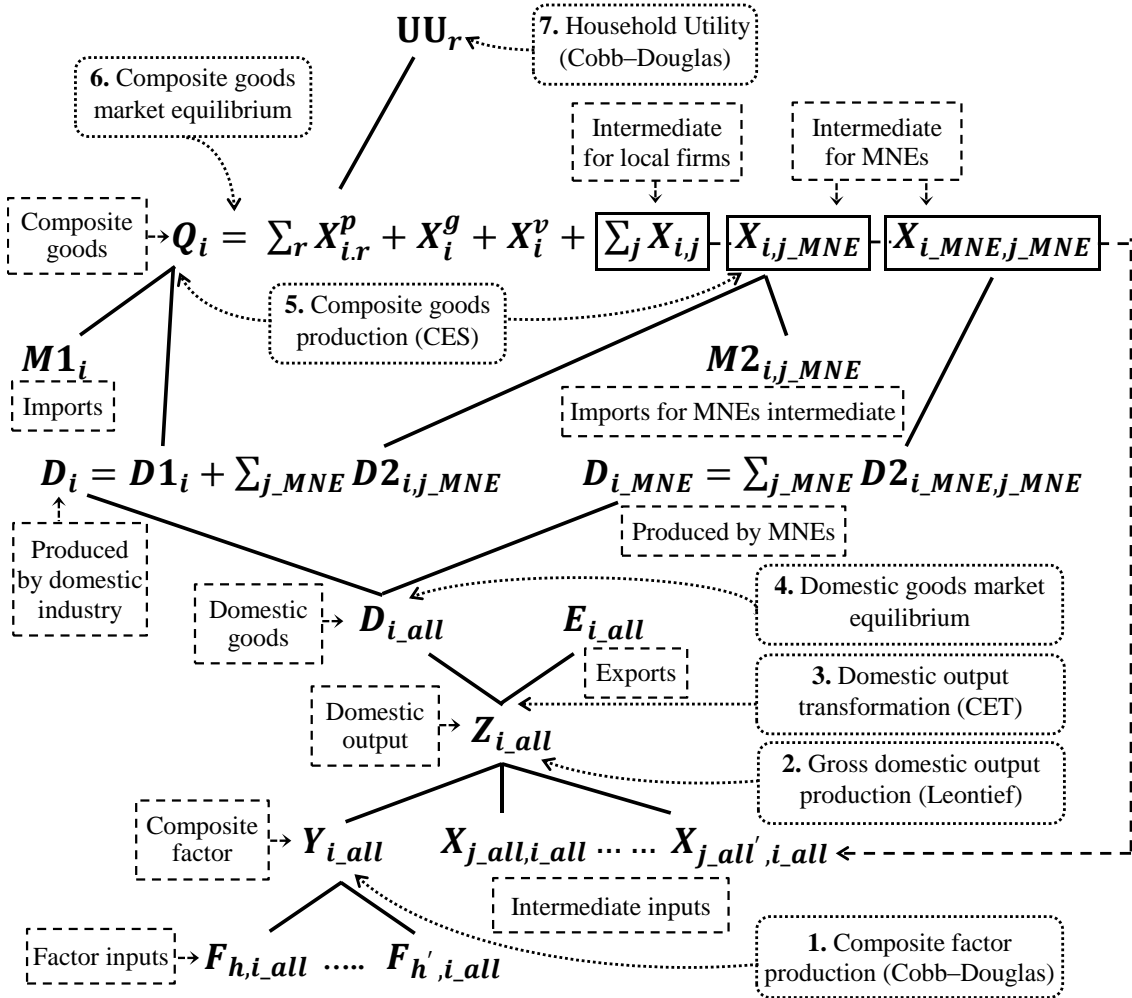 UU_r
7. Household Utility
(Cobb–Douglas)
6. Composite goods
market equilibrium
Intermediate
for local firms
Intermediate
for MNEs
Composite
goods
Q_i = ∑_r X^p_{i.r} + X^g_i + X^v_i + ∑_j X_{i,j} X_{i,j_MNE} X_{i_MNE,j_MNE}
5. Composite goods
production (CES)
M1_i
Imports
M2_{i,j_MNE}
Imports for MNEs intermediate
D_i = D1_i + ∑_{j_MNE} D2_{i,j_MNE}
D_{i_MNE} = ∑_{j_MNE} D2_{i_MNE,j_MNE}
Produced
by domestic
industry
Produced by MNEs
Domestic
goods
D_{i_all}
E_{i_all}
Exports
4. Domestic goods market
equilibrium
3. Domestic output
transformation (CET)
Domestic
output
Z_{i_all}
2. Gross domestic output
production (Leontief)
Composite
factor
Y_{i_all}
X_{j_all,i_all} … … X_{j_all′,i_all}
Intermediate inputs
Factor inputs
F_{h,i_all} ….. F_{h′,i_all}
1. Composite factor
production (Cobb–Douglas)